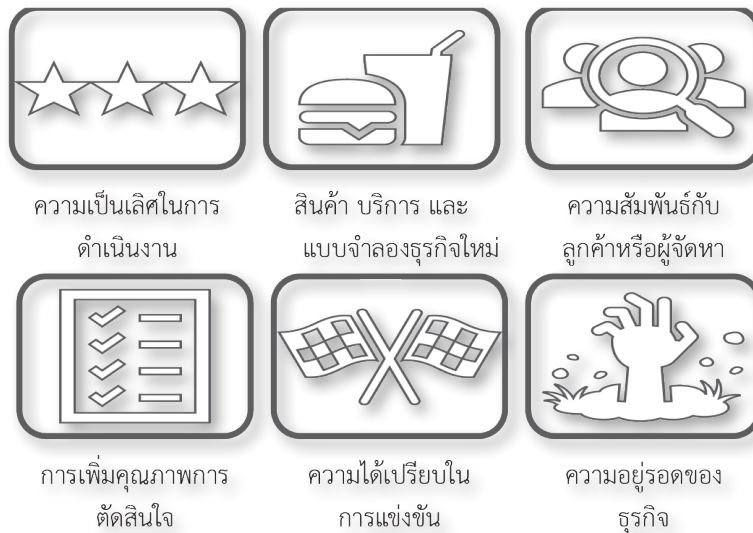 ความเป็นเลิศในการ
ดำเนินงาน
สินค้า บริการ และ
แบบจำลองธุรกิจใหม่
ความสัมพันธ์กับ
ลูกค้าหรือผู้จัดหา
การเพิ่มคุณภาพการ
ตัดสินใจ
ความได้เปรียบใน
การแข่งขัน
ความอยู่รอดของ
ธุรกิจ